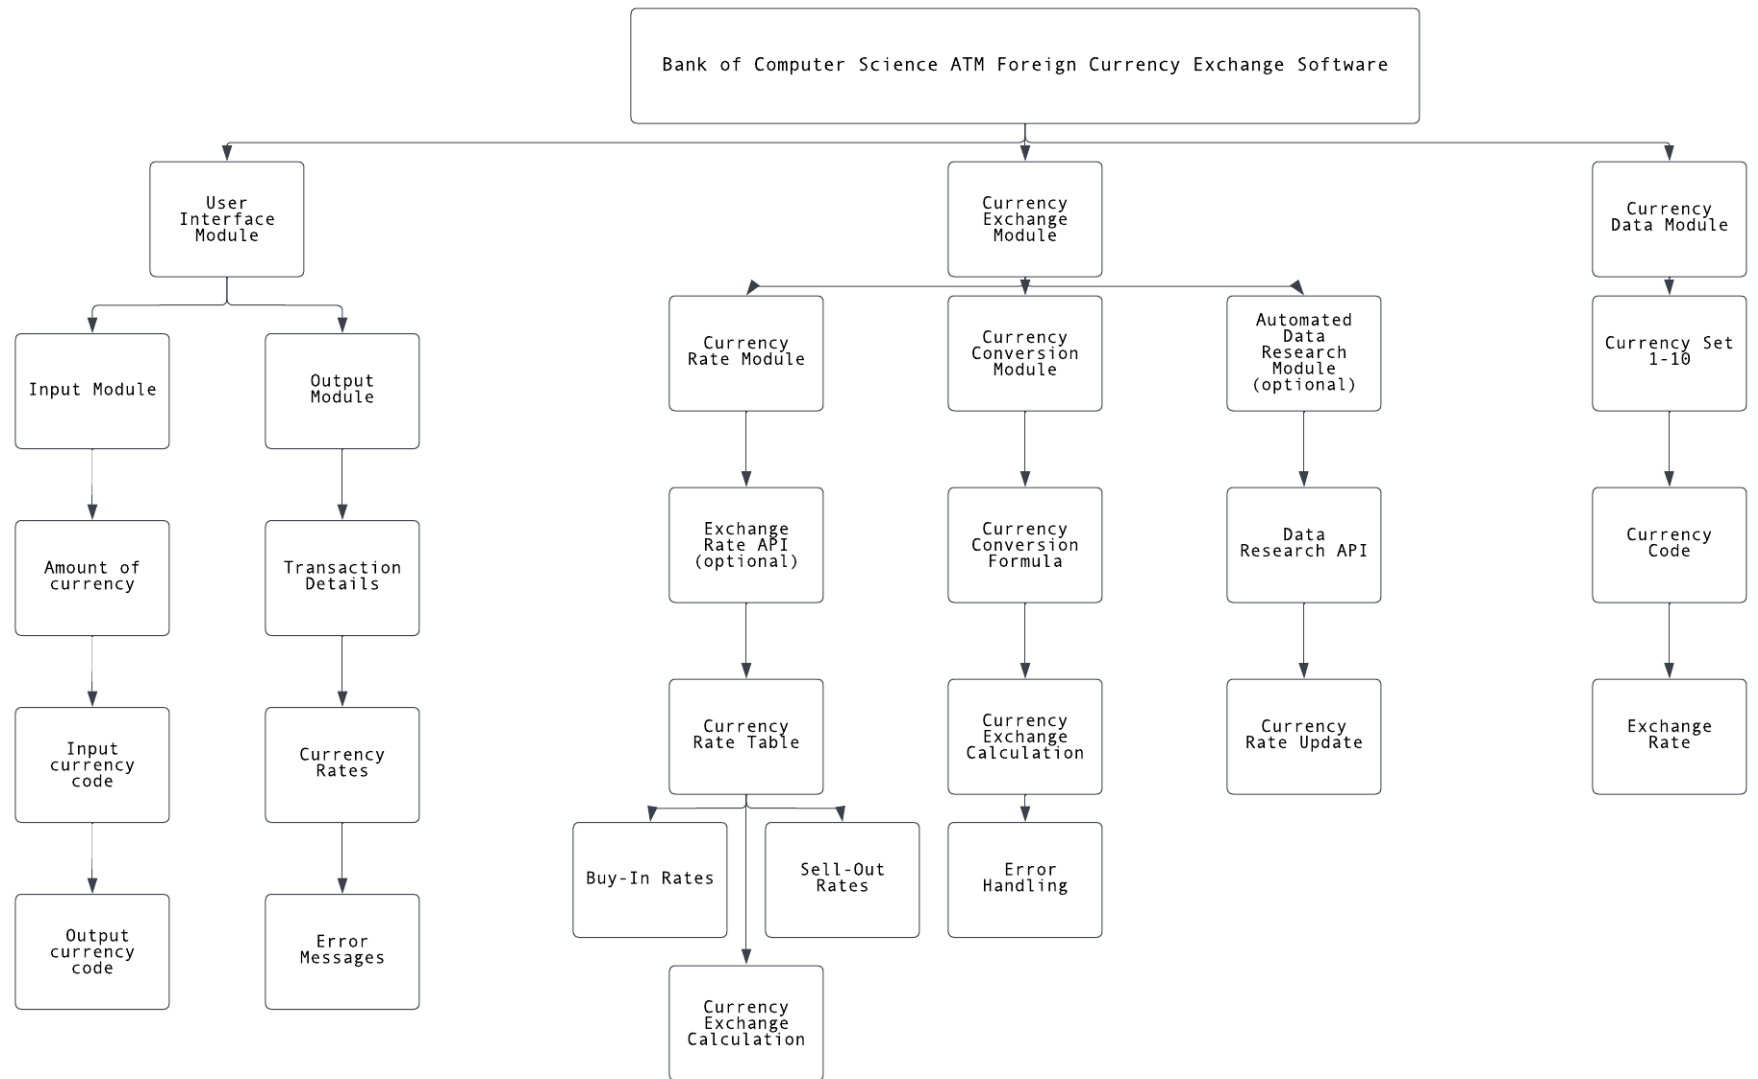 Bank of Computer Science ATM Foreign Currency Exchange Software
User
Interface
Module
Currency
Exchange
Module
Currency
Data Module
Input Module
Output
Module
Currency
Rate Module
Currency
Conversion
Module
Automated
Data
Research
Module
(optional)
Currency Set
1-10
Amount of
currency
Transaction
Details
Exchange
Rate API
(optional)
Currency
Conversion
Formula
Data
Research API
Currency
Code
Input
currency
code
Currency
Rates
Currency
Rate Table
Currency
Exchange
Calculation
Currency
Rate Update
Exchange
Rate
Buy-In Rates
Sell-Out
Rates
Error
Handling
Output
currency
code
Error
Messages
Currency
Exchange
Calculation